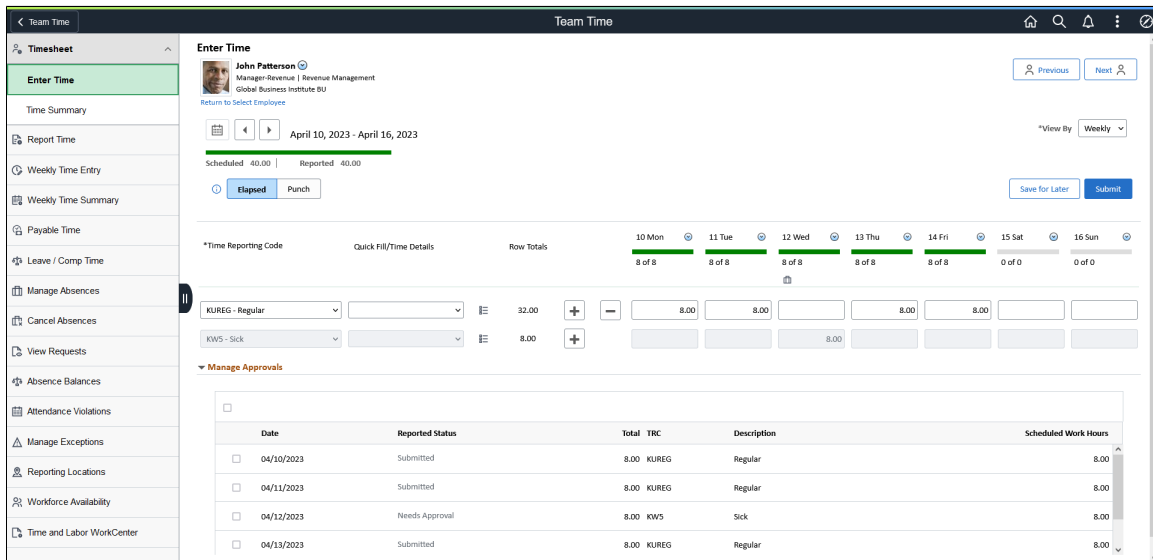 Team Time
Team Time
Timesheet
Enter Time
Time Summary
Report Time
Weekly Time Entry
Weekly Time Summary
Payable Time
Leave / Comp Time
Manage Absences
Cancel Absences
View Requests
Absence Balances
Attendance Violations
Manage Exceptions
Reporting Locations
Workforce Availability
Time and Labor WorkCenter
Enter Time
John Patterson
Manager-Revenue | Revenue Management
Global Business Institute BU
Return to Select Employee
Previous Next
April 10, 2023 - April 16, 2023
*View By Weekly
Scheduled 40.00 | Reported 40.00
Elapsed Punch
Save for Later Submit
*Time Reporting Code Quick Fill/Time Details Row Totals 10 Mon 11 Tue 12 Wed 13 Thu 14 Fri 15 Sat 16 Sun
8 of 8 8 of 8 8 of 8 8 of 8 8 of 8 0 of 0 0 of 0
KUREG - Regular 32.00 8.00 8.00 8.00 8.00
KW5 - Sick 8.00 8.00
Manage Approvals
Date Reported Status Total TRC Description Scheduled Work Hours
04/10/2023 Submitted 8.00 KUREG Regular 8.00
04/11/2023 Submitted 8.00 KUREG Regular 8.00
04/12/2023 Needs Approval 8.00 KW5 Sick 8.00
04/13/2023 Submitted 8.00 KUREG Regular 8.00